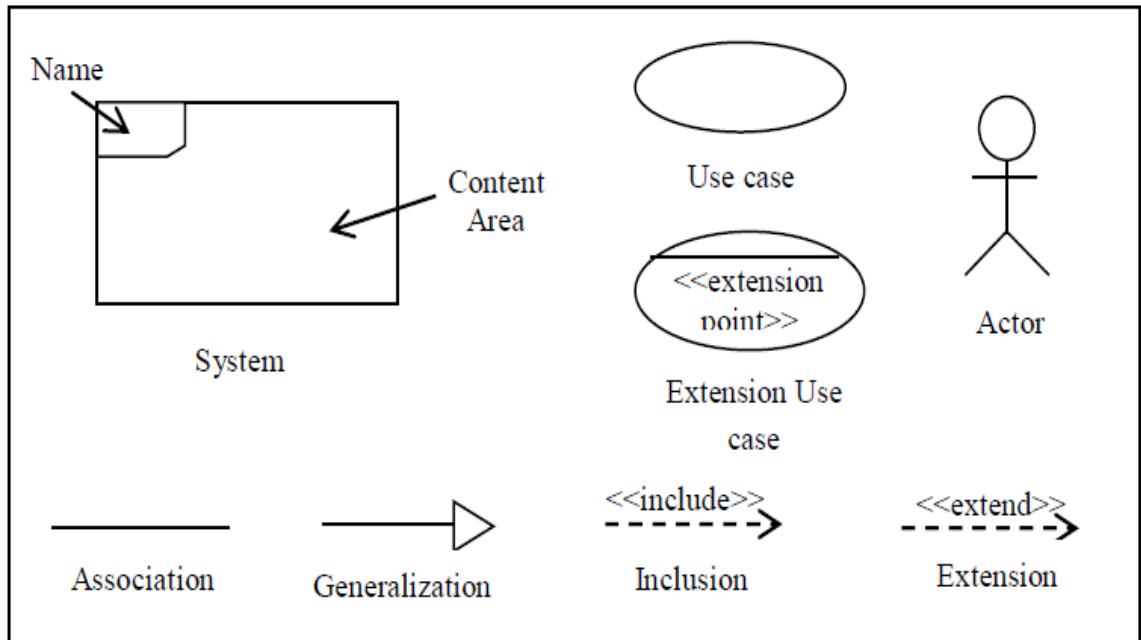 Name
Content
Area
System
Use case
<<extension
point>>
Extension Use
case
Actor
Association
Generalization
<<include>>
Inclusion
<<extend>>
Extension